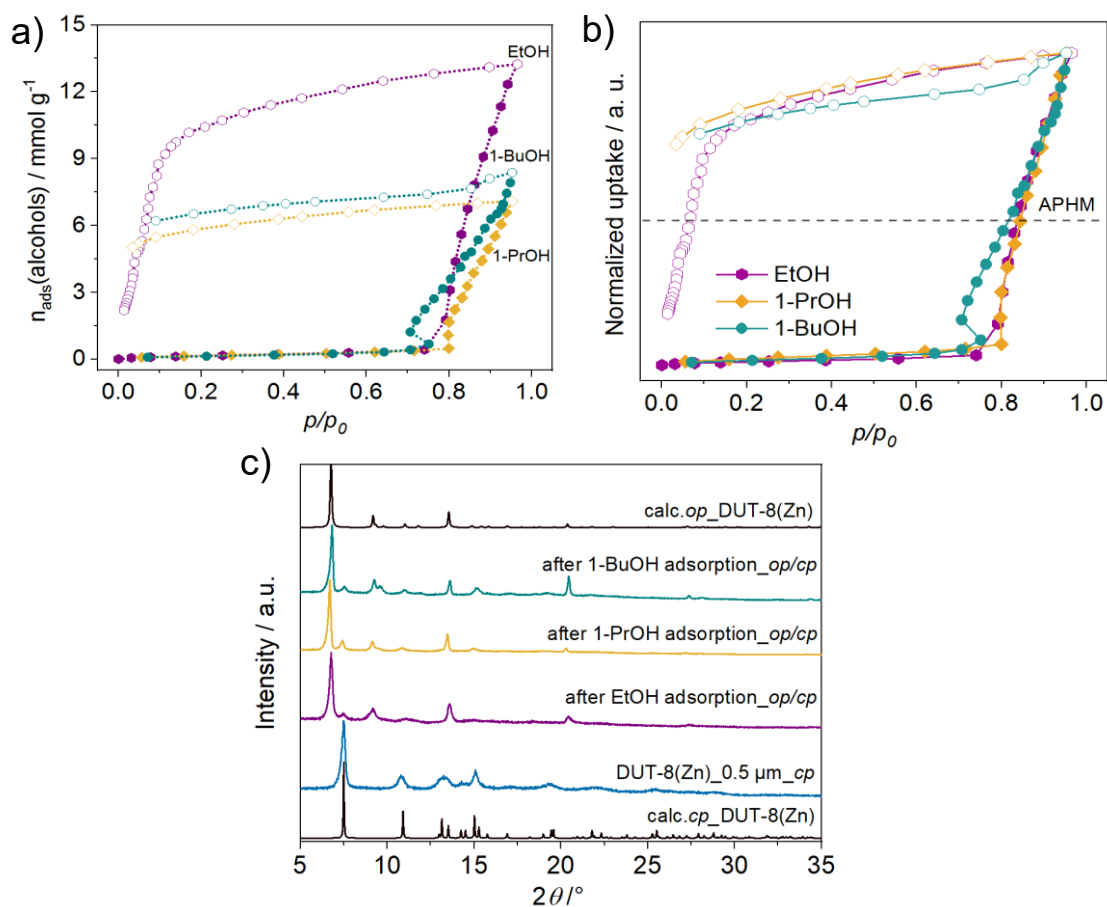 a)
n_ads(alcohols) / mmol g⁻¹
15
12
9
6
3
0
EtOH
1-BuOH
1-PrOH
0.0 0.2 0.4 0.6 0.8 1.0
p/p₀
b)
Normalized uptake / a. u.
APHM
EtOH
1-PrOH
1-BuOH
0.0 0.2 0.4 0.6 0.8 1.0
p/p₀
c)
Intensity / a.u.
calc.op_DUT-8(Zn)
after 1-BuOH adsorption_op/cp
after 1-PrOH adsorption_op/cp
after EtOH adsorption_op/cp
DUT-8(Zn)_0.5 µm_cp
calc.cp_DUT-8(Zn)
5 10 15 20 25 30 35
2θ/°